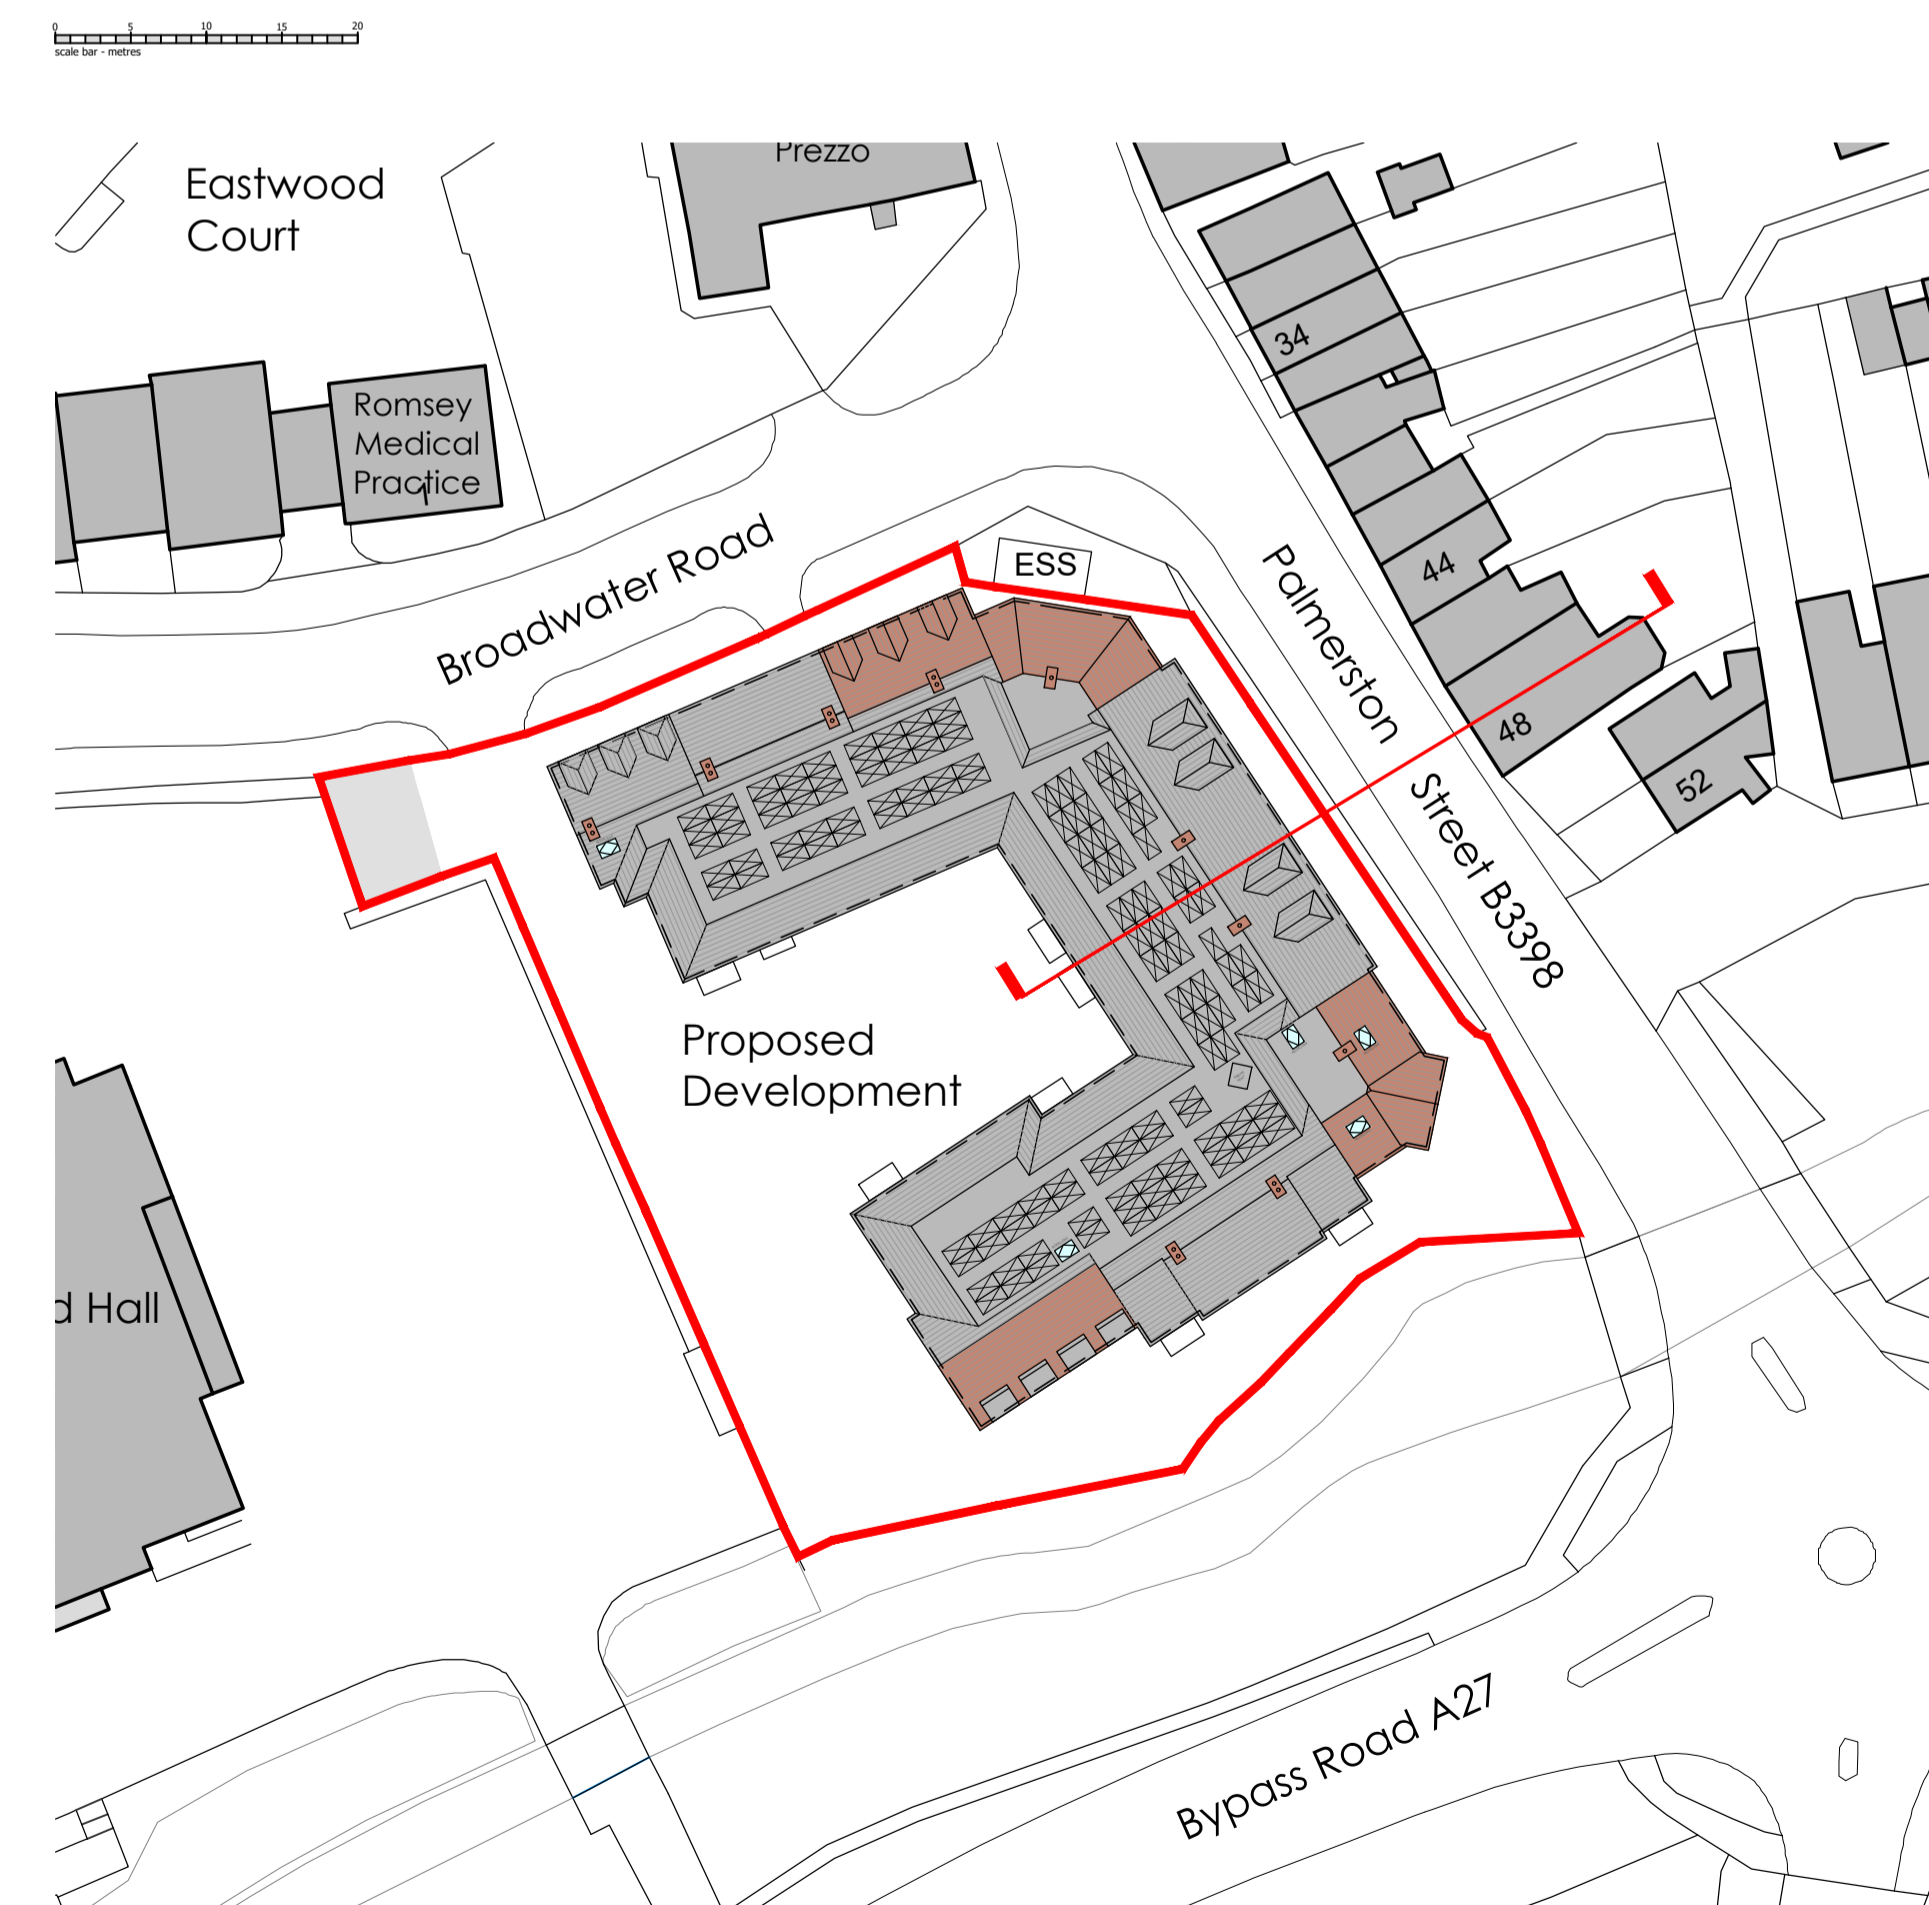 0 5 10 15 20
scale bar - metres
Prezzo
Eastwood
Court
34
Romsey
Medical
Practice
1
Broadwater Road
ESS
44
Palmerston
Street B3398
48
52
Proposed
Development
d Hall
Bypass Road A27